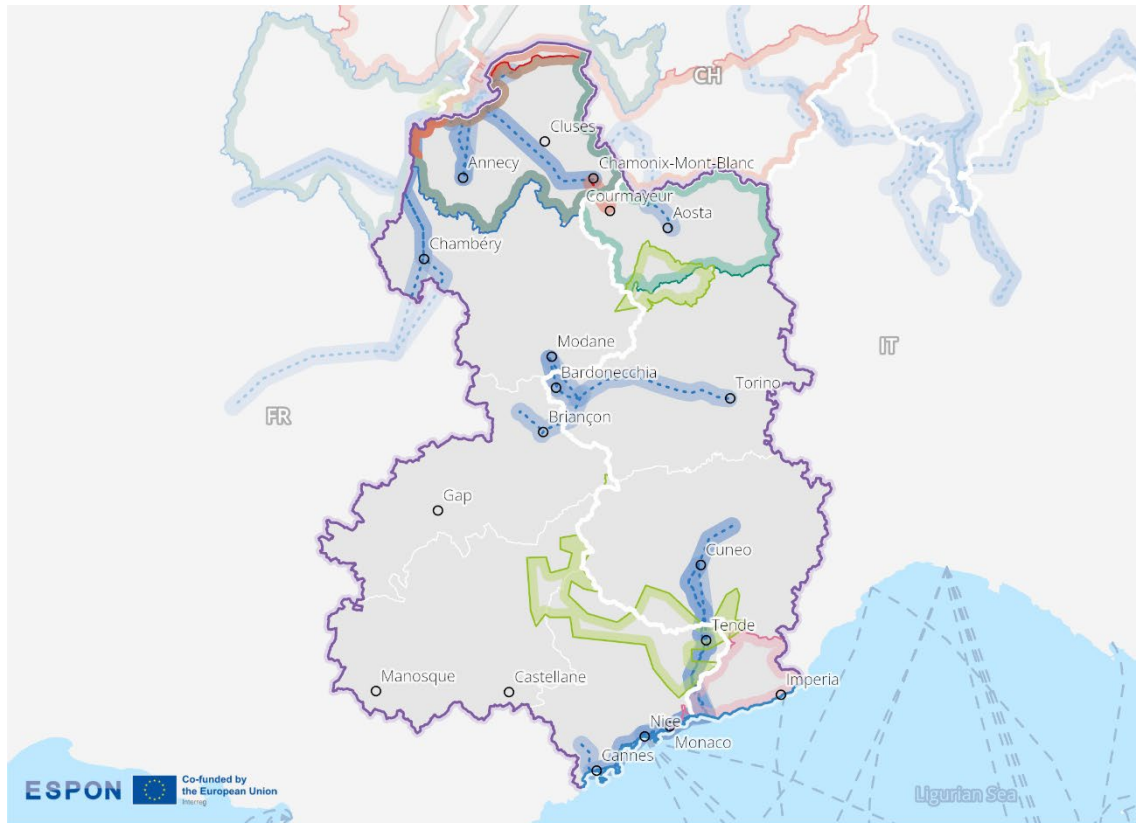 CH
Cluses
Annecy
Chamonix-Mont-Blanc
Courmayeur
Aosta
Chambéry
Modane
IT
Bardonecchia
Torino
FR
Briançon
Gap
Cuneo
Tende
Manosque
Castellane
Imperia
Nice
Monaco
Cannes
ESPON
Co-funded by
the European Union
Interreg
Ligurian Sea